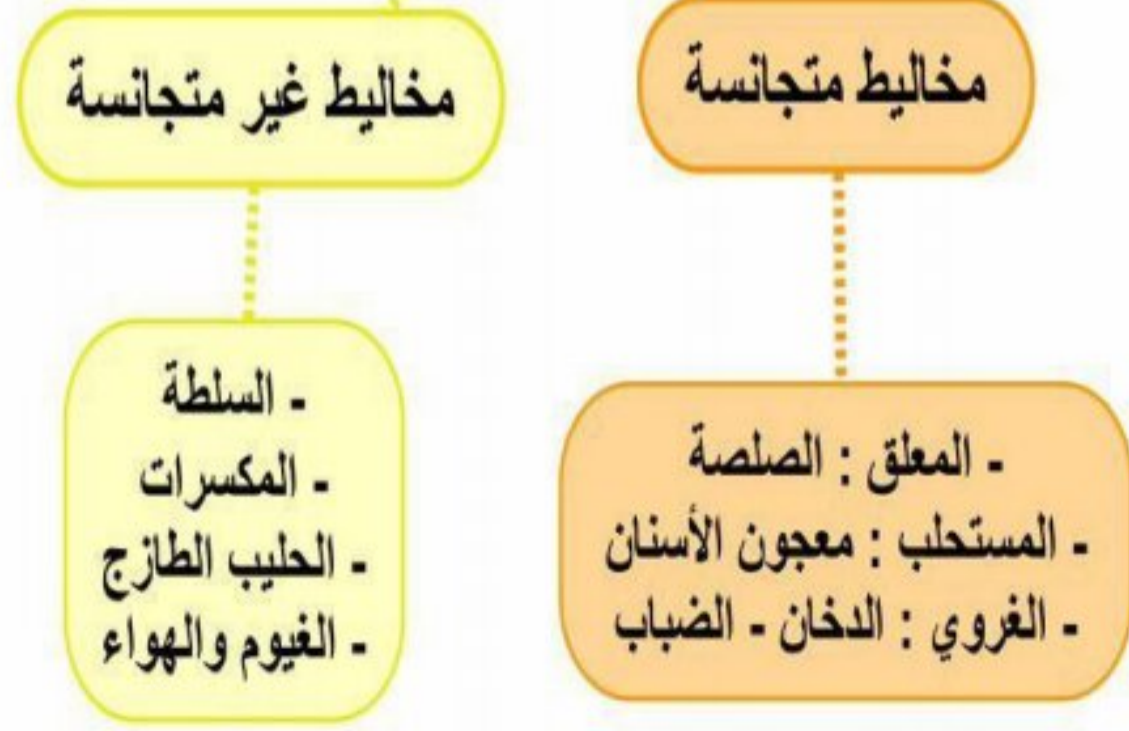 مخاليط متجانسة
- المعلق : الصلصة
- المستحلب : معجون الأسنان
- الغروي : الدخان - الضباب
مخاليط غير متجانسة
- السلطة
- المكسرات
- الحليب الطازج
- الغيوم والهواء